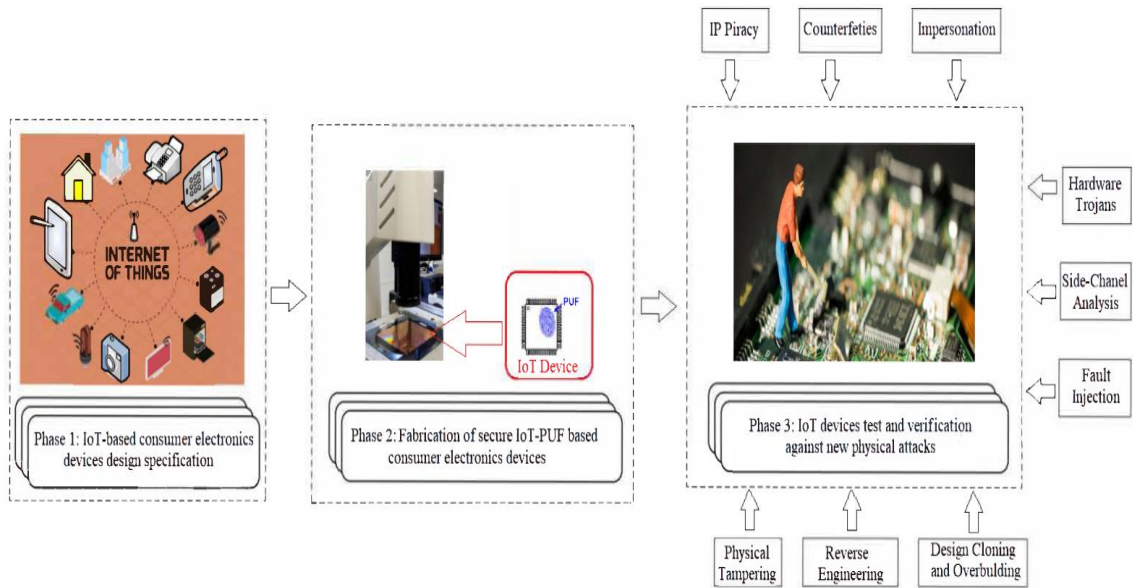 IP Piracy
Counterfeties
Impersonation
INTERNET
OF THINGS
PUF
IoT Device
Hardware
Trojans
Side-Chanel
Analysis
Fault
Injection
Phase 1: IoT-based consumer electronics
devices design specification
Phase 2: Fabrication of secure IoT-PUF based
consumer electronics devices
Phase 3: IoT devices test and verification
against new physical attacks
Physical
Tampering
Reverse
Engineering
Design Cloning
and Overbulding